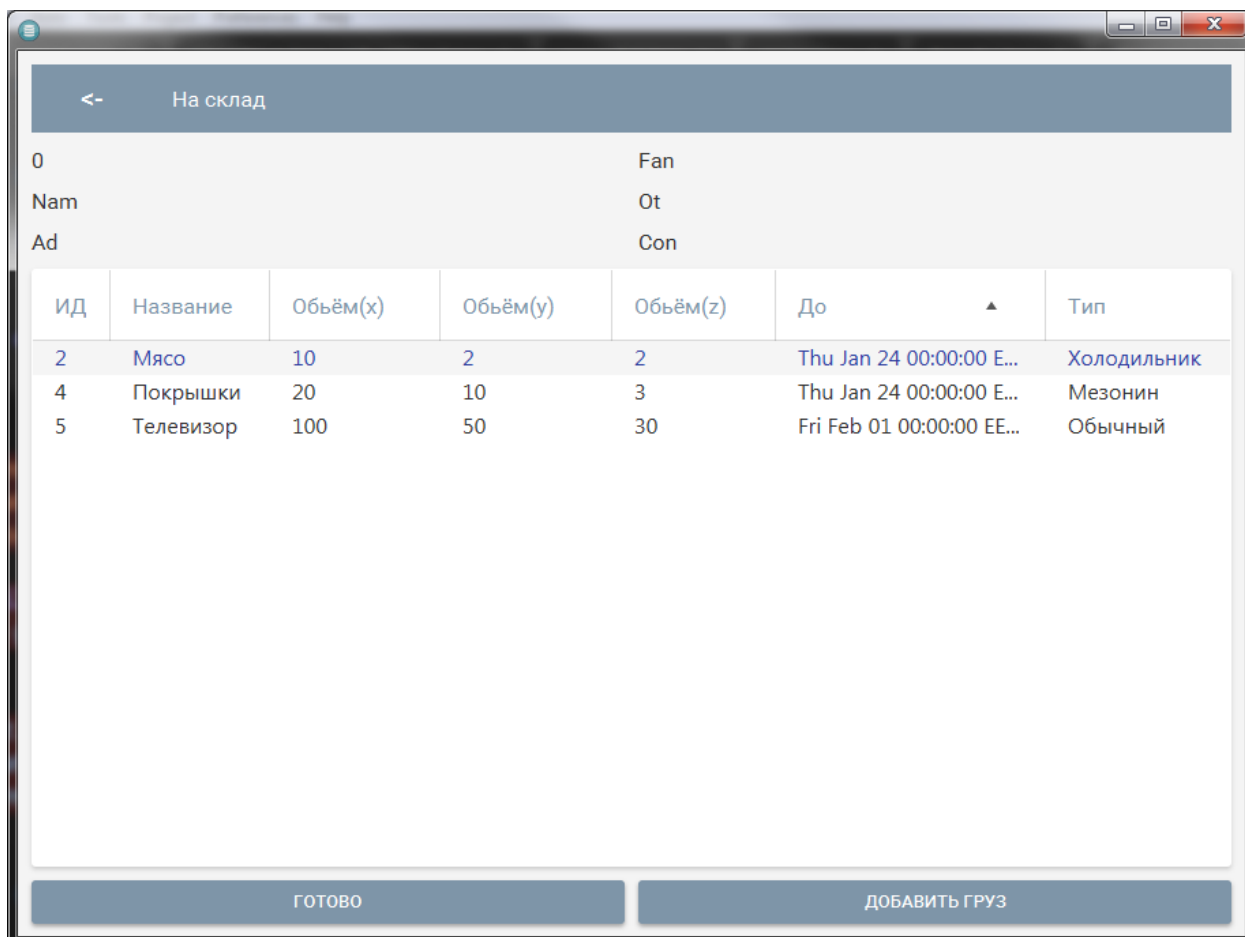 <- На склад
0 Fan
Nam Ot
Ad Con
ИД Название Обьём(x) Обьём(y) Обьём(z) До Тип
2 Мясо 10 2 2 Thu Jan 24 00:00:00 E... Холодильник
4 Покрышки 20 10 3 Thu Jan 24 00:00:00 E... Мезонин
5 Телевизор 100 50 30 Fri Feb 01 00:00:00 EE... Обычный
ГОТОВО ДОБАВИТЬ ГРУЗ